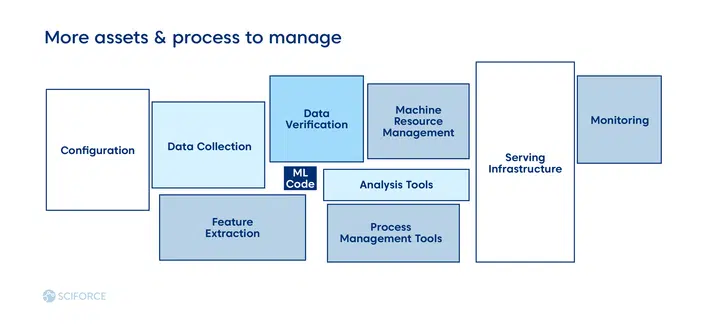 More assets & process to manage
Configuration
Data Collection
Data
Verification
Machine
Resource
Management
Serving
Infrastructure
Monitoring
ML
Code
Analysis Tools
Feature
Extraction
Process
Management Tools
SCIFORCE